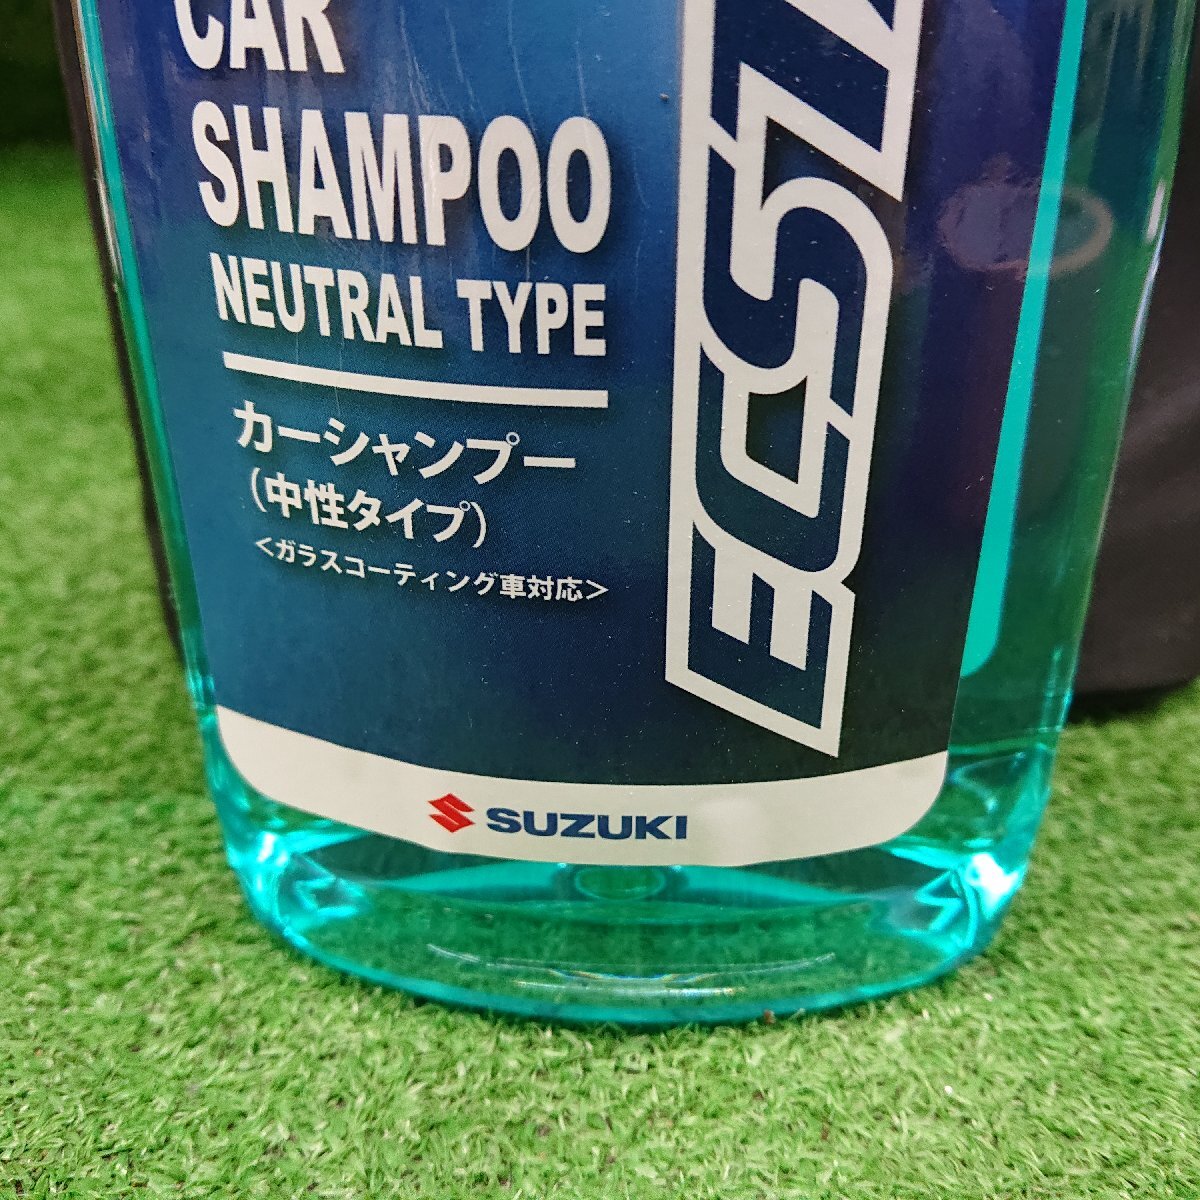 CAR
SHAMPOO
NEUTRAL TYPE
カーシャンプー
(中性タイプ)
<ガラスコーティング車対応>
SUZUKI